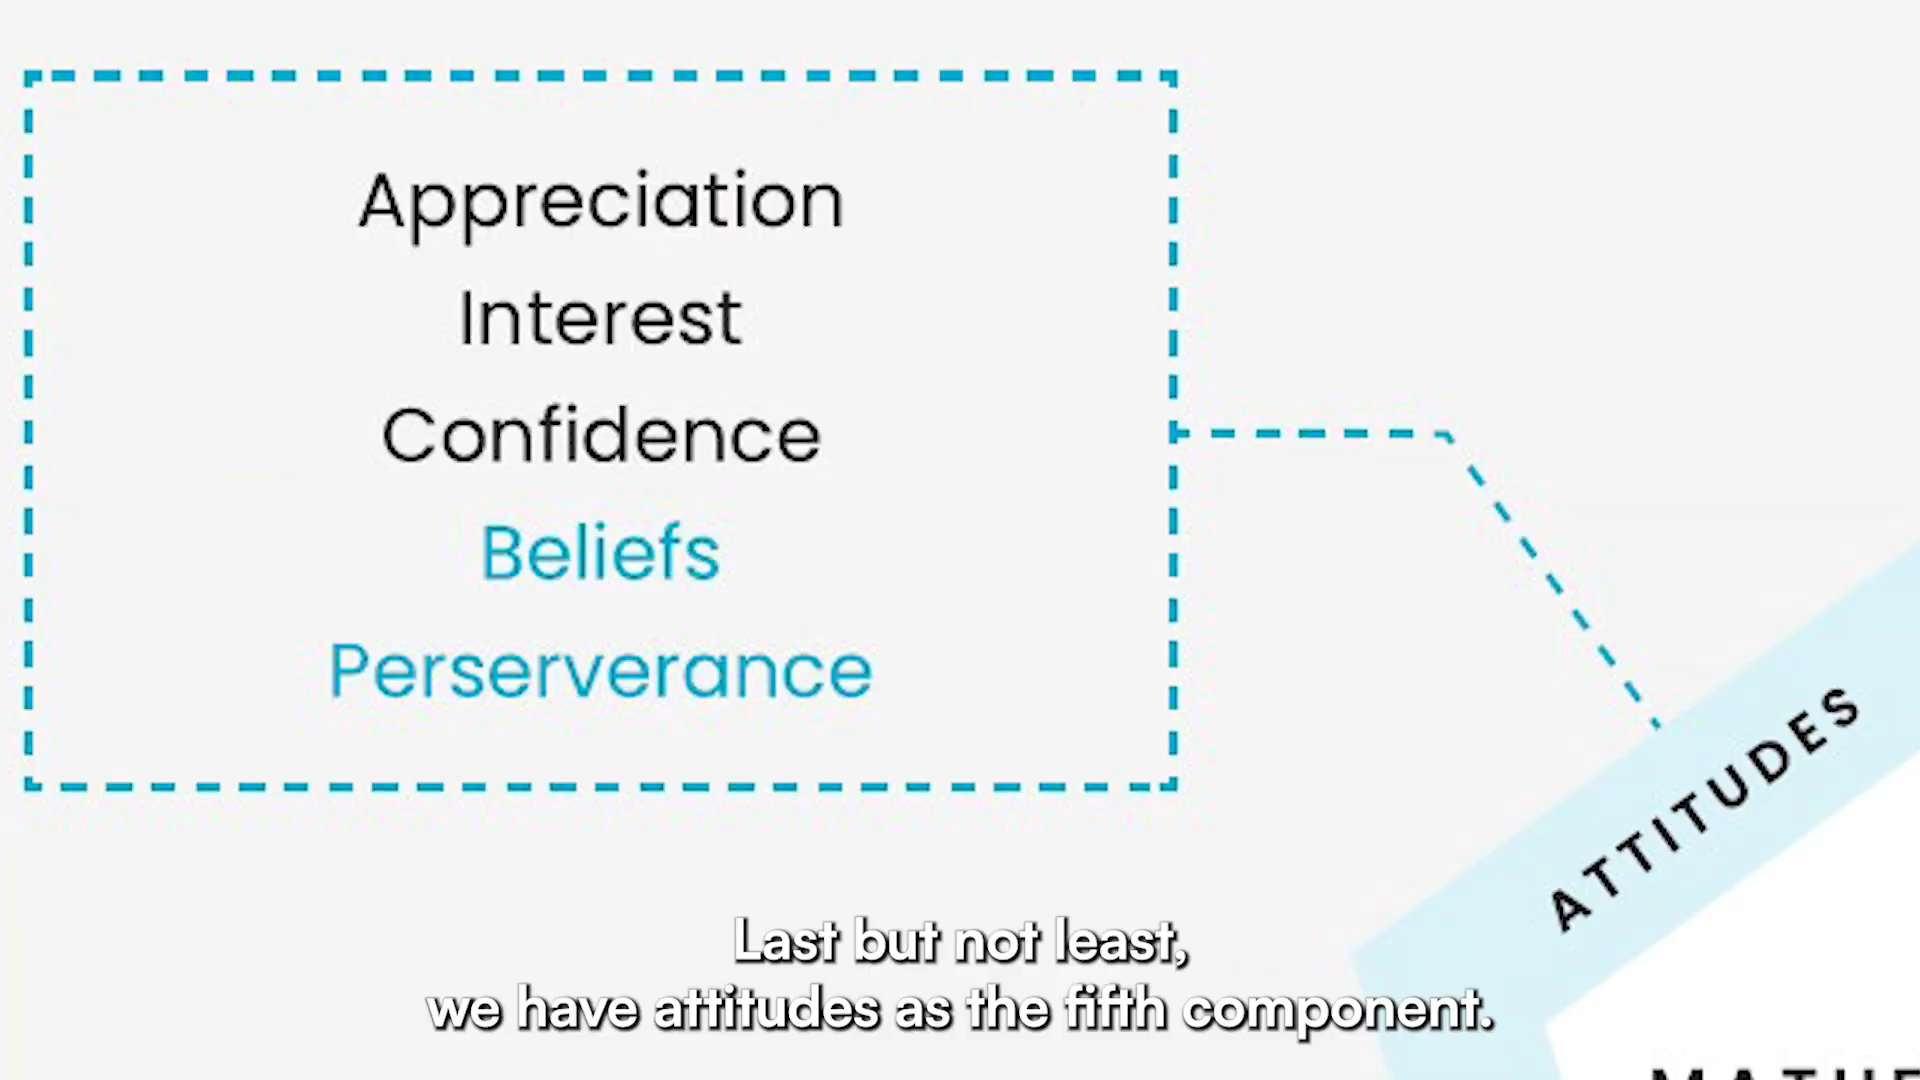 Appreciation
Interest
Confidence
Beliefs
Perserverance
ATTITUDES
Last but not least,
we have attitudes as the fifth component.